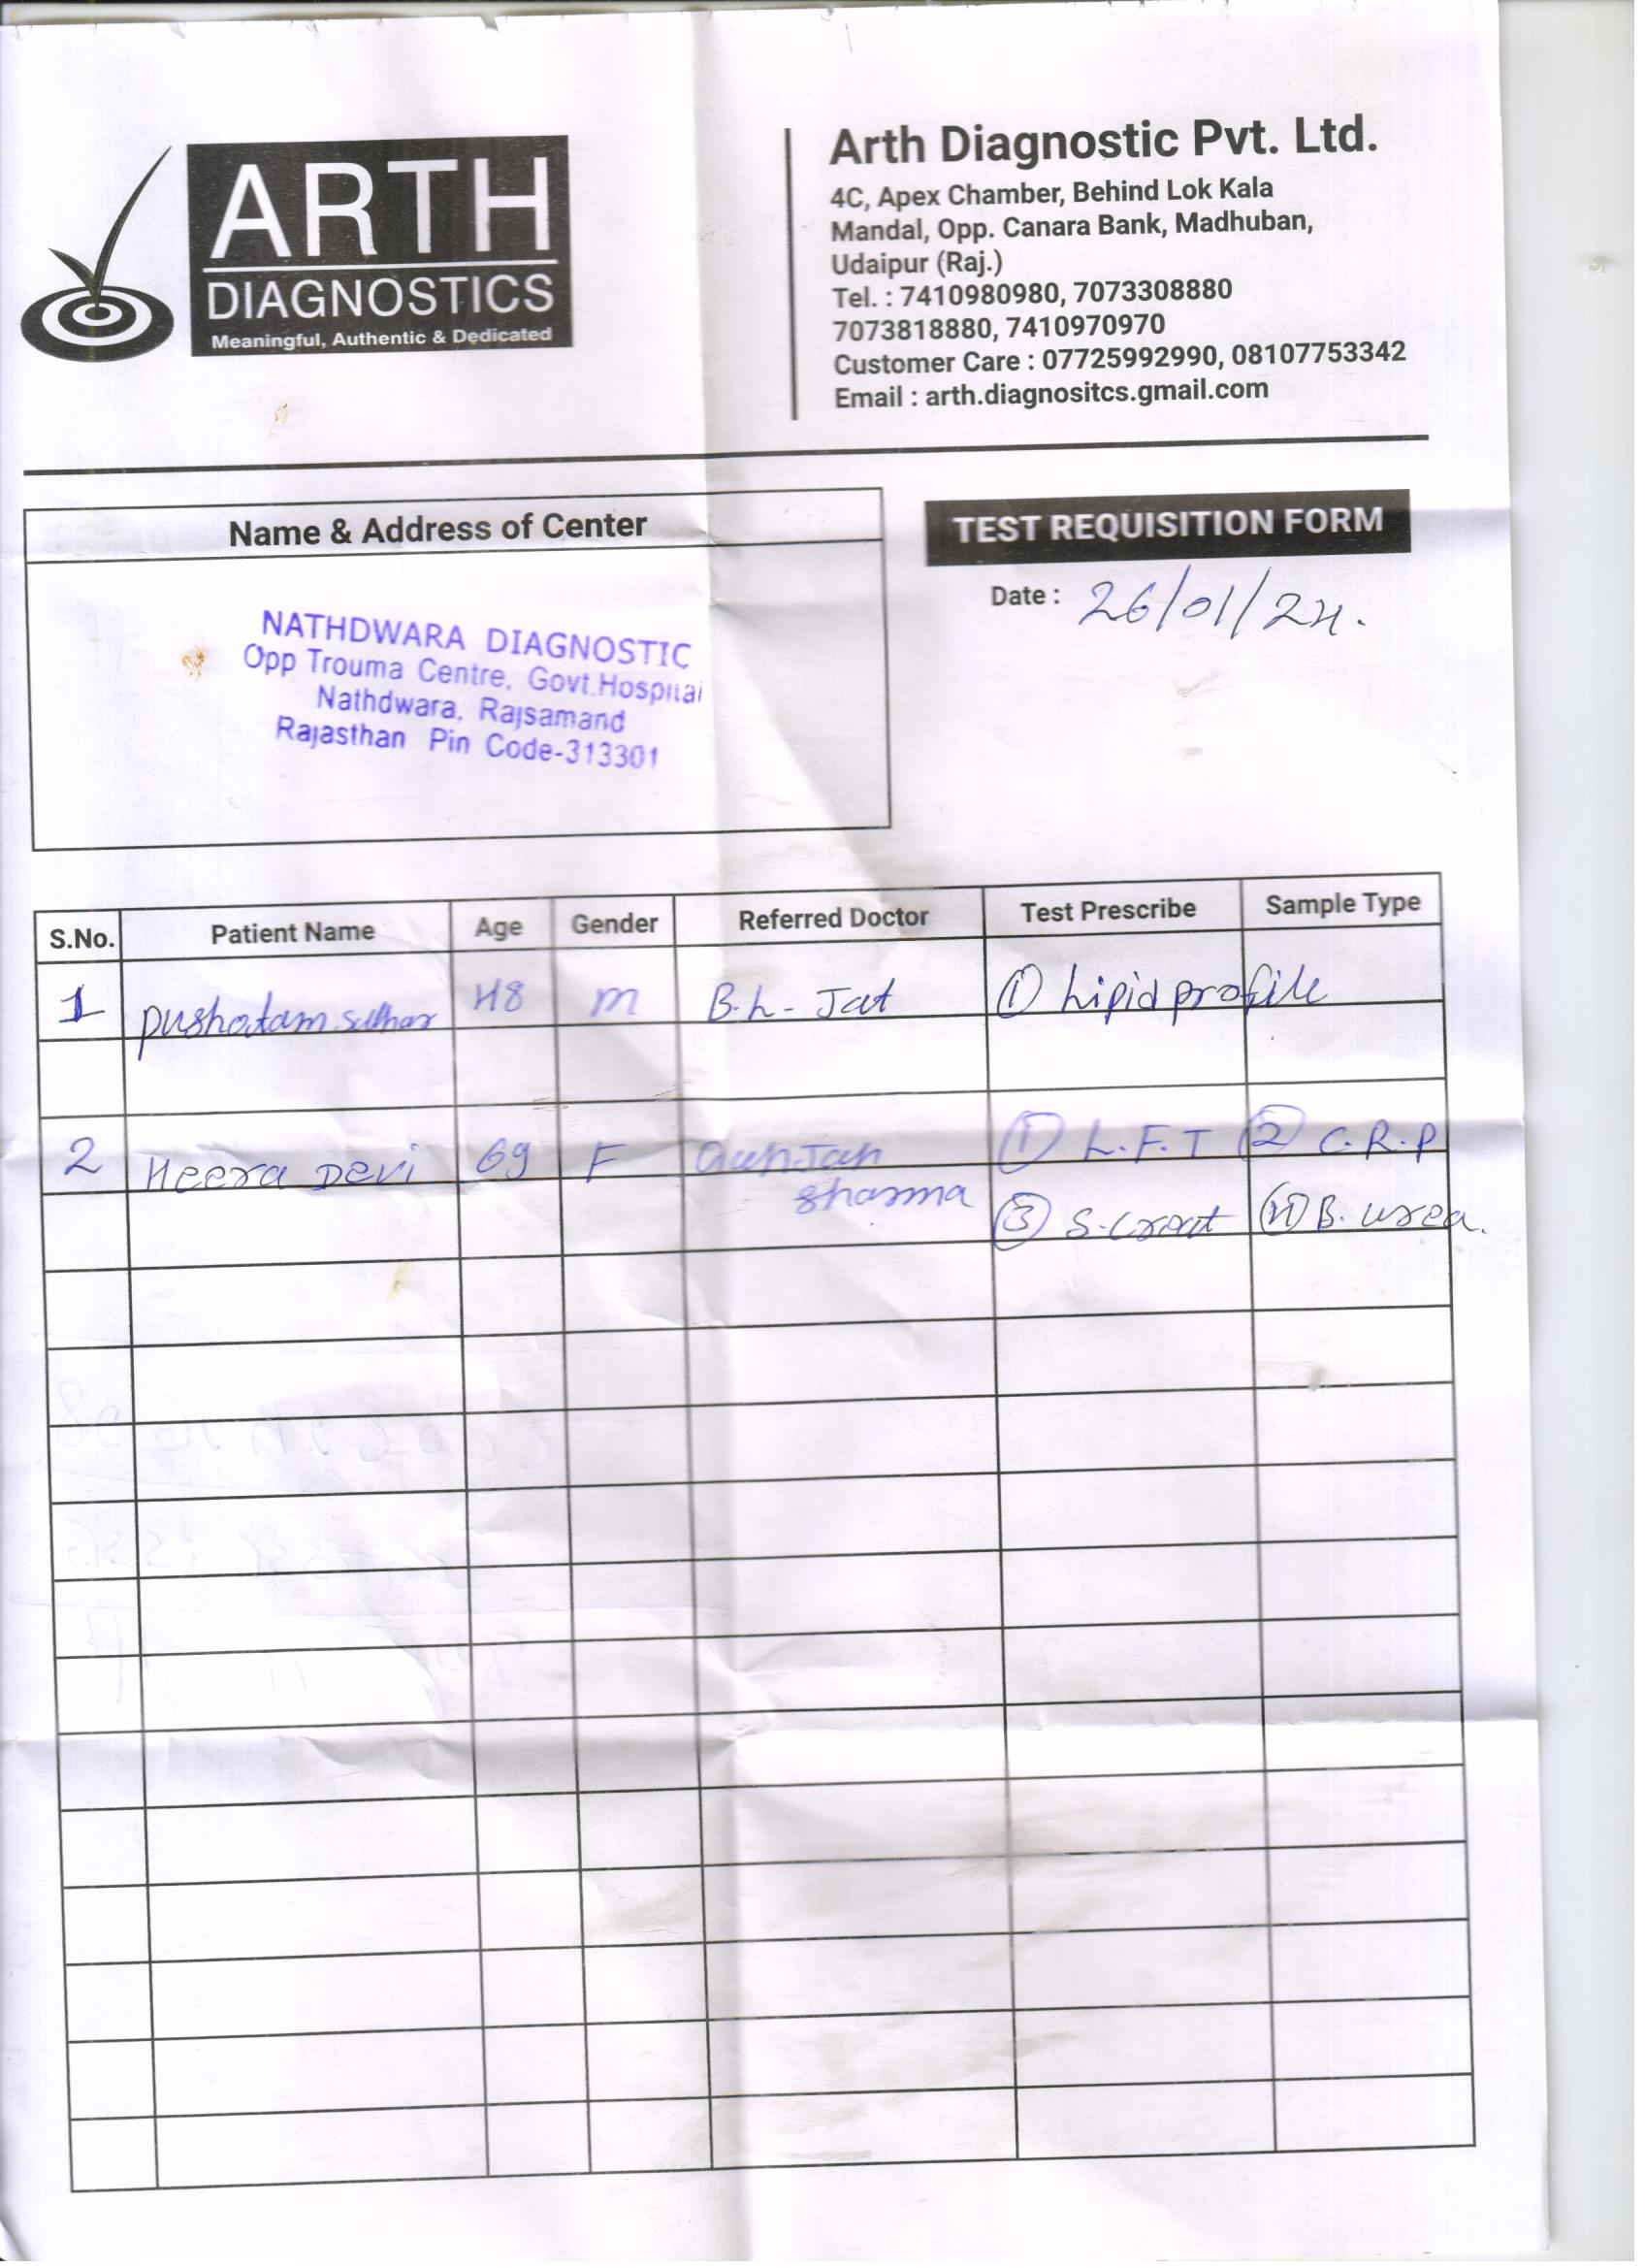 ARTH
DIAGNOSTICS
Meaningful, Authentic & Dedicated
Arth Diagnostic Pvt. Ltd.
4C, Apex Chamber, Behind Lok Kala
Mandal, Opp. Canara Bank, Madhuban,
Udaipur (Raj.)
Tel. : 7410980980, 7073308880
7073818880, 7410970970
Customer Care : 07725992990, 08107753342
Email : arth.diagnositcs.gmail.com
Name & Address of Center
NATHDWARA DIAGNOSTIC
Opp Trouma Centre, Govt.Hospital
Nathdwara, Rajsamand
Rajasthan Pin Code-313301
TEST REQUISITION FORM
Date : 26/01/24.
S.No. Patient Name Age Gender Referred Doctor Test Prescribe Sample Type
1 pushotam suthar 48 m B.L- Jat ① Lipid profile
2 Heera Devi 69 F ① L.F.T ② C.R.P
sharma ③ S-Creat ④ B. urea.